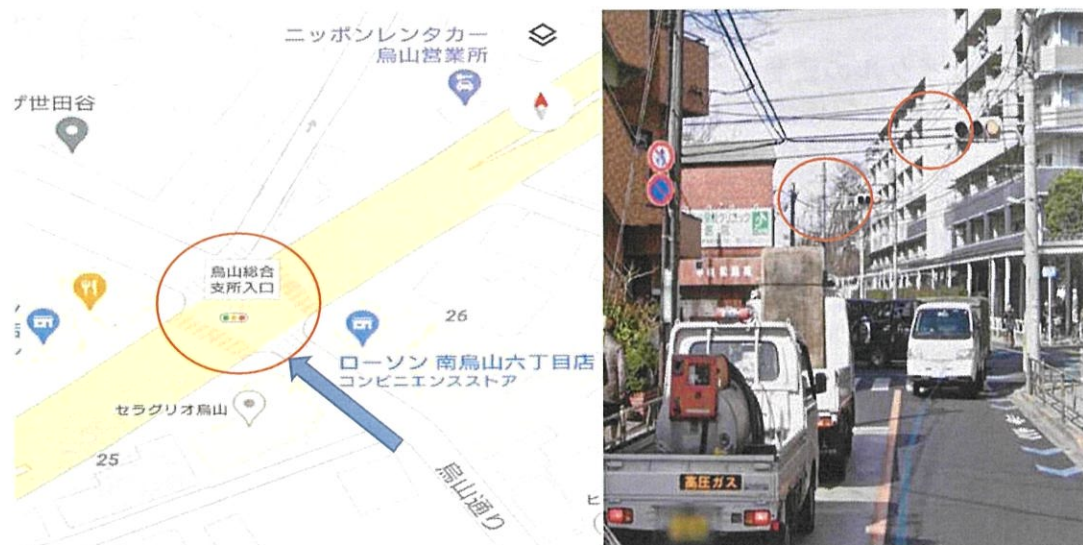 ニッポンレンタカー
烏山営業所
ザ世田谷
烏山総合
支所入口
26
ローソン 南烏山六丁目店
コンビニエンスストア
セラグリオ烏山
25
烏山通り
ヒ
高圧ガス